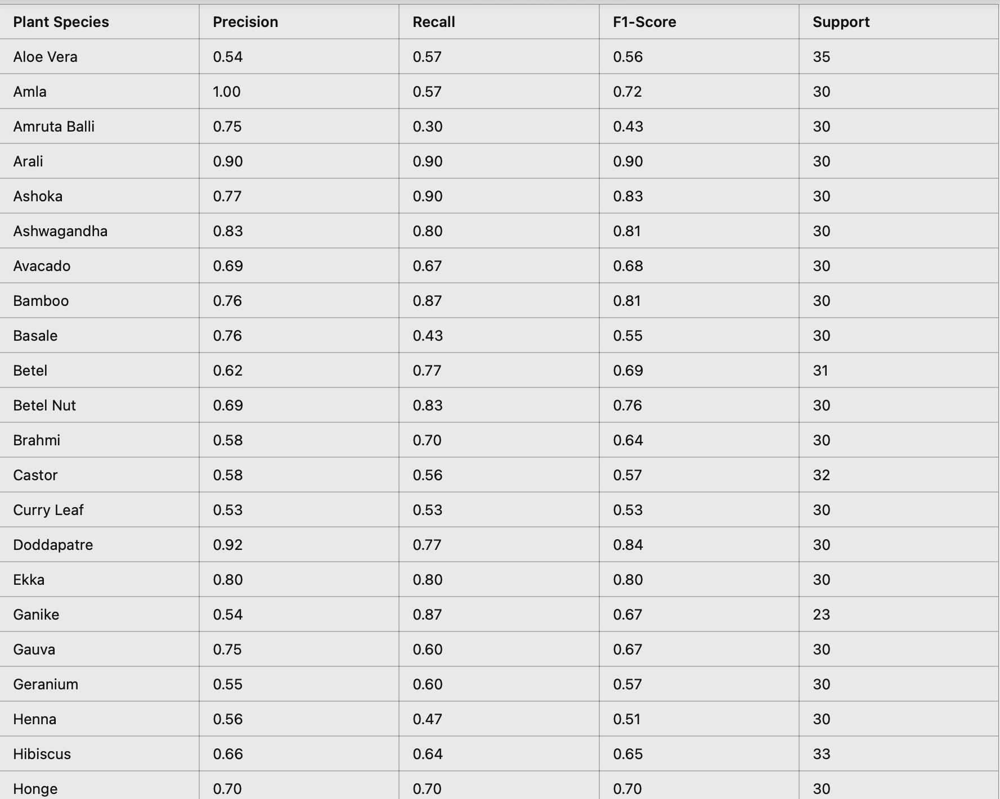 Plant Species Precision Recall F1-Score Support
Aloe Vera 0.54 0.57 0.56 35
Amla 1.00 0.57 0.72 30
Amruta Balli 0.75 0.30 0.43 30
Arali 0.90 0.90 0.90 30
Ashoka 0.77 0.90 0.83 30
Ashwagandha 0.83 0.80 0.81 30
Avacado 0.69 0.67 0.68 30
Bamboo 0.76 0.87 0.81 30
Basale 0.76 0.43 0.55 30
Betel 0.62 0.77 0.69 31
Betel Nut 0.69 0.83 0.76 30
Brahmi 0.58 0.70 0.64 30
Castor 0.58 0.56 0.57 32
Curry Leaf 0.53 0.53 0.53 30
Doddapatre 0.92 0.77 0.84 30
Ekka 0.80 0.80 0.80 30
Ganike 0.54 0.87 0.67 23
Gauva 0.75 0.60 0.67 30
Geranium 0.55 0.60 0.57 30
Henna 0.56 0.47 0.51 30
Hibiscus 0.66 0.64 0.65 33
Honge 0.70 0.70 0.70 30